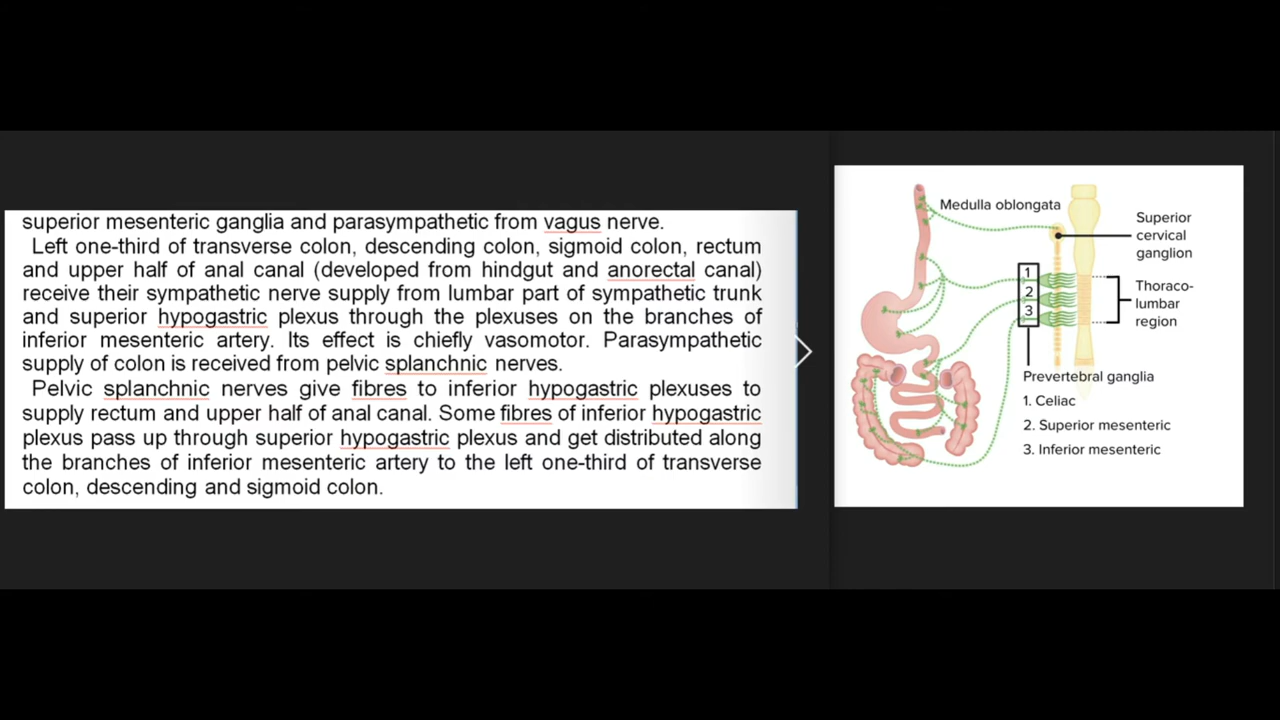 superior mesenteric ganglia and parasympathetic from vagus nerve.
Left one-third of transverse colon, descending colon, sigmoid colon, rectum
and upper half of anal canal (developed from hindgut and anorectal canal)
receive their sympathetic nerve supply from lumbar part of sympathetic trunk
and superior hypogastric plexus through the plexuses on the branches of
inferior mesenteric artery. Its effect is chiefly vasomotor. Parasympathetic
supply of colon is received from pelvic splanchnic nerves.
Pelvic splanchnic nerves give fibres to inferior hypogastric plexuses to
supply rectum and upper half of anal canal. Some fibres of inferior hypogastric
plexus pass up through superior hypogastric plexus and get distributed along
the branches of inferior mesenteric artery to the left one-third of transverse
colon, descending and sigmoid colon.
Medulla oblongata
Superior
cervical
ganglion
1
2
3
Thoraco-
lumbar
region
Prevertebral ganglia
1. Celiac
2. Superior mesenteric
3. Inferior mesenteric